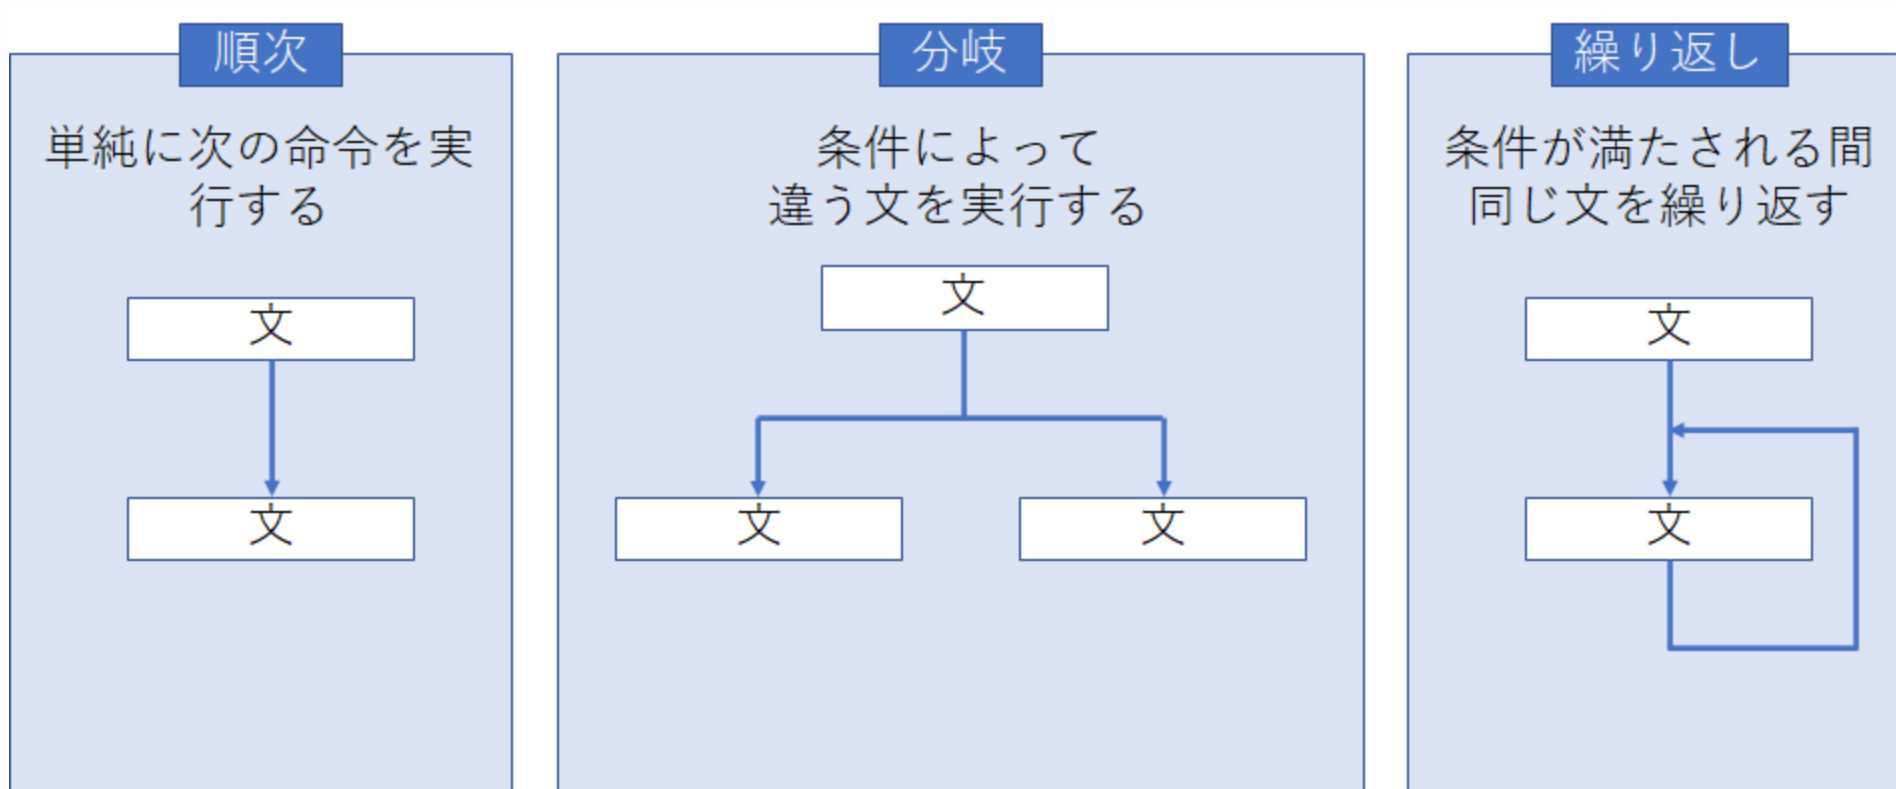 順次
単純に次の命令を実
行する
文
文
分岐
条件によって
違う文を実行する
文
文
文
繰り返し
条件が満たされる間
同じ文を繰り返す
文
文